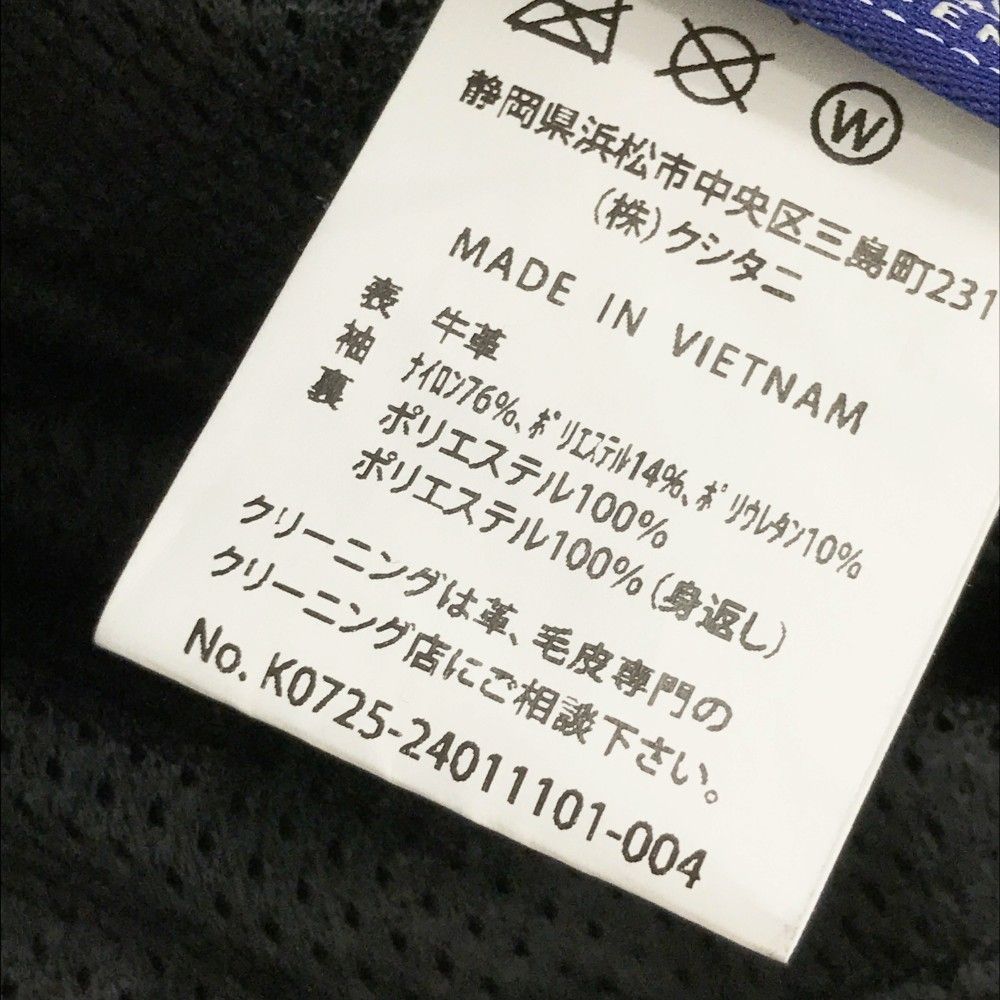 W
静岡県浜松市中央区三島町231
(株)クシタニ
MADE IN VIETNAM
表 牛革
袖 ﾅｲﾛﾝ76%、ﾎﾟﾘｴｽﾃﾙ14%、ﾎﾟﾘｳﾚﾀﾝ10%
裏 ポリエステル100%
ポリエステル100%(身返し)
クリーニングは革、毛皮専門の
クリーニング店にご相談下さい。
No. K0725-24011101-004